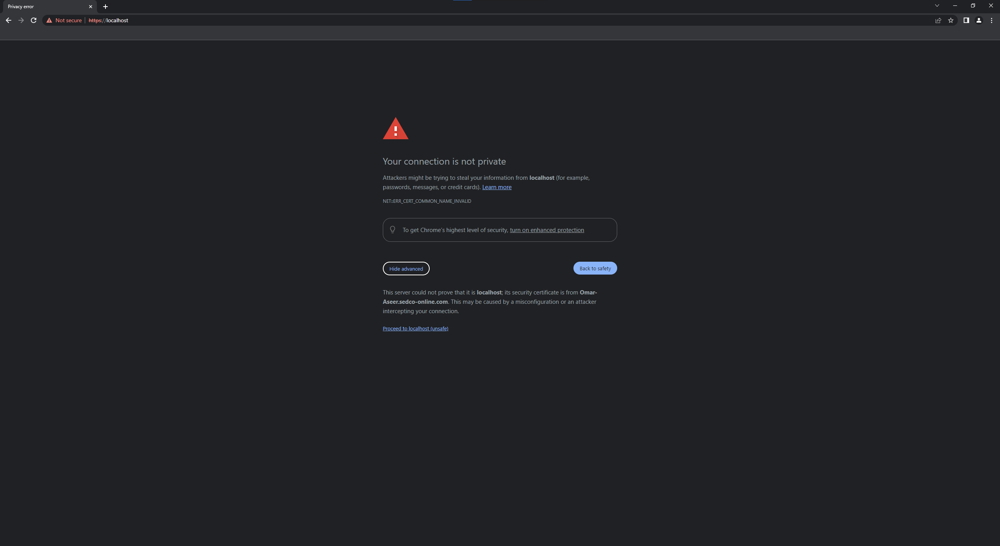 Privacy error
Not secure
https://localhost
Your connection is not private
Attackers might be trying to steal your information from localhost (for example,
passwords, messages, or credit cards). Learn more
NET::ERR_CERT_COMMON_NAME_INVALID
To get Chrome's highest level of security, turn on enhanced protection
Hide advanced
Back to safety
This server could not prove that it is localhost; its security certificate is from Omar-
Aseer.sedco-online.com. This may be caused by a misconfiguration or an attacker
intercepting your connection.
Proceed to localhost (unsafe)